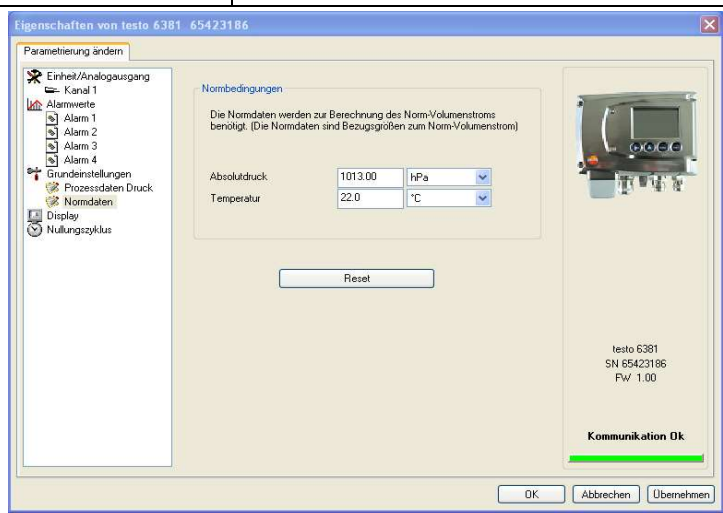 Eigenschaften von testo 6381 65423186
Parametrierung ändern
Einheit/Analogausgang
Kanal 1
Alarmwerte
Alarm 1
Alarm 2
Alarm 3
Alarm 4
Grundeinstellungen
Prozessdaten Druck
Normdaten
Display
Nullungszyklus
Normbedingungen
Die Normdaten werden zur Berechnung des Norm-Volumenstroms
benötigt. (Die Normdaten sind Bezugsgrößen zum Norm-Volumenstrom)
Absolutdruck 1013.00 hPa
Temperatur 22.0 °C
Reset
testo 6381
SN 65423186
FW 1.00
Kommunikation Ok
OK Abbrechen Übernehmen